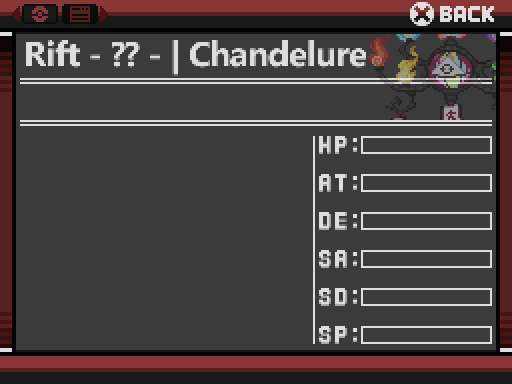 BACK
Rift - ?? - | Chandelure
HP:
AT:
DE:
SA:
SD:
SP: